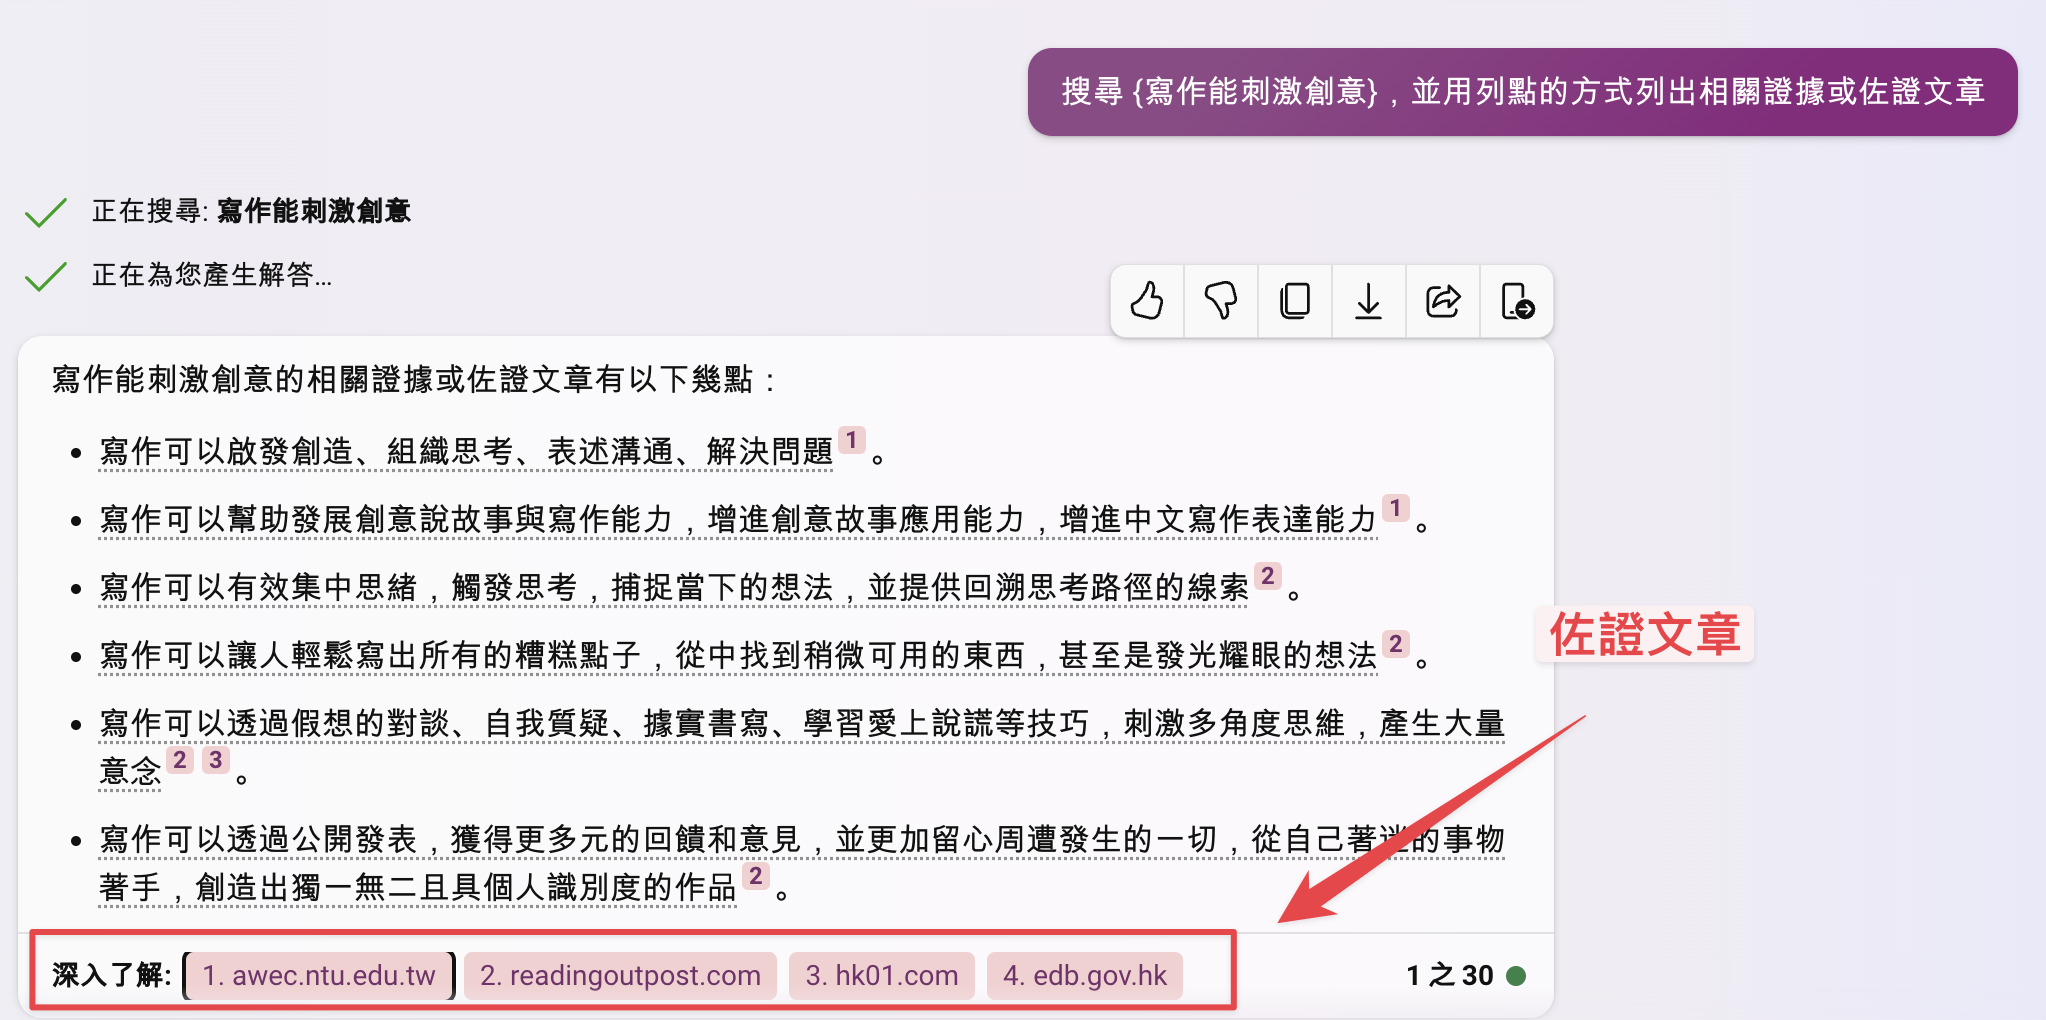 搜尋 {寫作能刺激創意}，並用列點的方式列出相關證據或佐證文章
正在搜尋: 寫作能刺激創意
正在為您產生解答...
寫作能刺激創意的相關證據或佐證文章有以下幾點：
• 寫作可以啟發創造、組織思考、表述溝通、解決問題 1 。
• 寫作可以幫助發展創意說故事與寫作能力，增進創意故事應用能力，增進中文寫作表達能力 1 。
• 寫作可以有效集中思緒，觸發思考，捕捉當下的想法，並提供回溯思考路徑的線索 2 。
• 寫作可以讓人輕鬆寫出所有的糟糕點子，從中找到稍微可用的東西，甚至是發光耀眼的想法 2 。
佐證文章
• 寫作可以透過假想的對談、自我質疑、據實書寫、學習愛上說謊等技巧，刺激多角度思維，產生大量
意念 2 3 。
• 寫作可以透過公開發表，獲得更多元的回饋和意見，並更加留心周遭發生的一切，從自己著迷的事物
著手，創造出獨一無二且具個人識別度的作品 2 。
深入了解: 1. awec.ntu.edu.tw 2. readingoutpost.com 3. hk01.com 4. edb.gov.hk 1 之 30